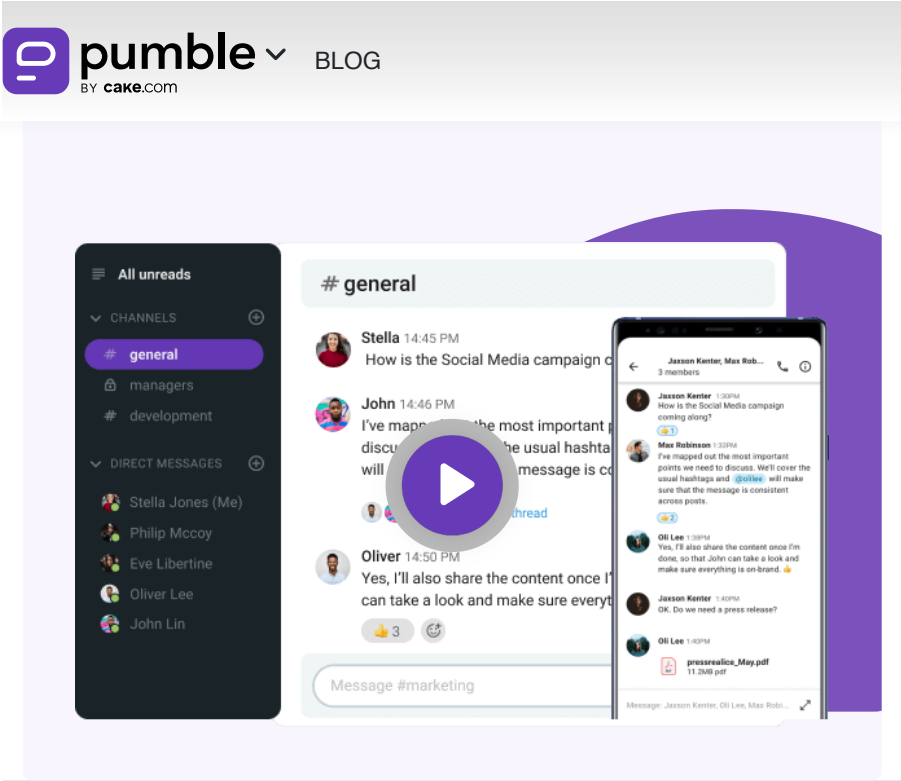 pumble
BLOG
BY cake.com
All unreads
CHANNELS
# general
managers
# development
DIRECT MESSAGES
Stella Jones (Me)
Philip Mccoy
Eve Libertine
Oliver Lee
John Lin
# general
Stella 14:45 PM
How is the Social Media campaign c
John 14:46 PM
I've mapp the most important p
discu he usual hashta
will message is co
thread
Oliver 14:50 PM
Yes, I'll also share the content once I'
can take a look and make sure everyt
👍 3
Message #marketing
Jaxson Kenter, Max Rob...
3 members
Jaxson Kenter 1:30PM
How is the Social Media campaign
coming along?
👍 1
Max Robinson 1:32PM
I've mapped out the most important
points we need to discuss. We'll cover the
usual hashtags and @olilee will make
sure that the message is consistent
across posts.
👍 2
Oli Lee 1:38PM
Yes, I'll also share the content once I'm
done, so that John can take a look and
make sure everything is on-brand. 👍
Jaxson Kenter 1:40PM
OK. Do we need a press release?
Oli Lee 1:40PM
pressrealice_May.pdf
11.2MB pdf
Message: Jaxson Kenter, Oli Lee, Max Robi...